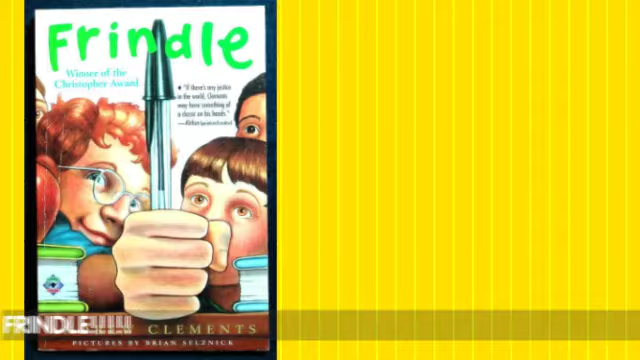 Frindle
Winner of the
Christopher Award
"If there's any justice
in the world, Clements
may have something of
a classic on his hands."
FRINDLE!!!!!
CLEMENTS
PICTURES BY BRIAN SELZNICK